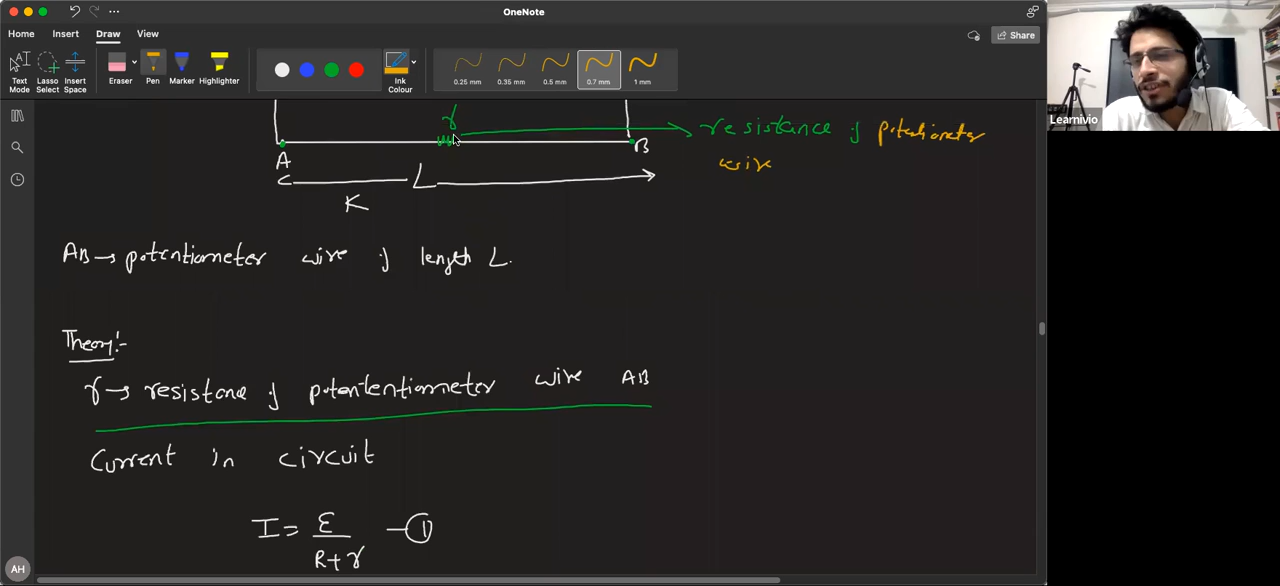 OneNote
Home Insert Draw View
Share
Text Mode
Lasso Select
Insert Space
Eraser
Pen
Marker
Highlighter
Ink Colour
0.25 mm
0.35 mm
0.5 mm
0.7 mm
1 mm
Learnivio
r
resistance of potentiometer
wire
A
B
L
K
AB→ potentiometer wire of length L.
Theory:-
r→ resistance of potententiometer wire AB
Current in circuit
I = ε/R+r —①
AH